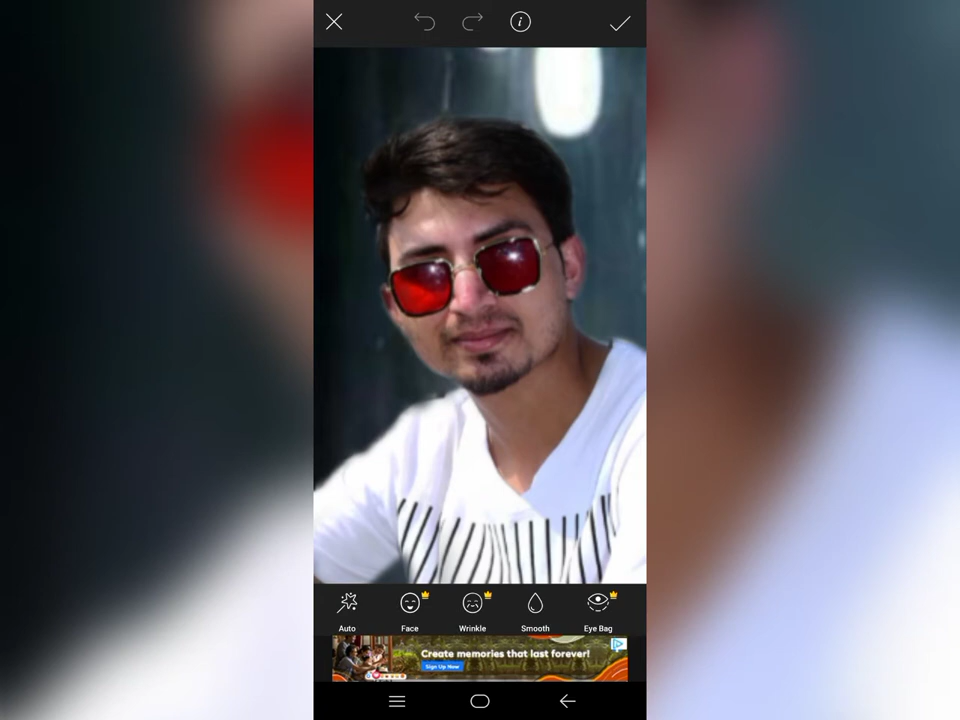 Auto
Face
Wrinkle
Smooth
Eye Bag
Create memories that last forever!
Sign Up Now